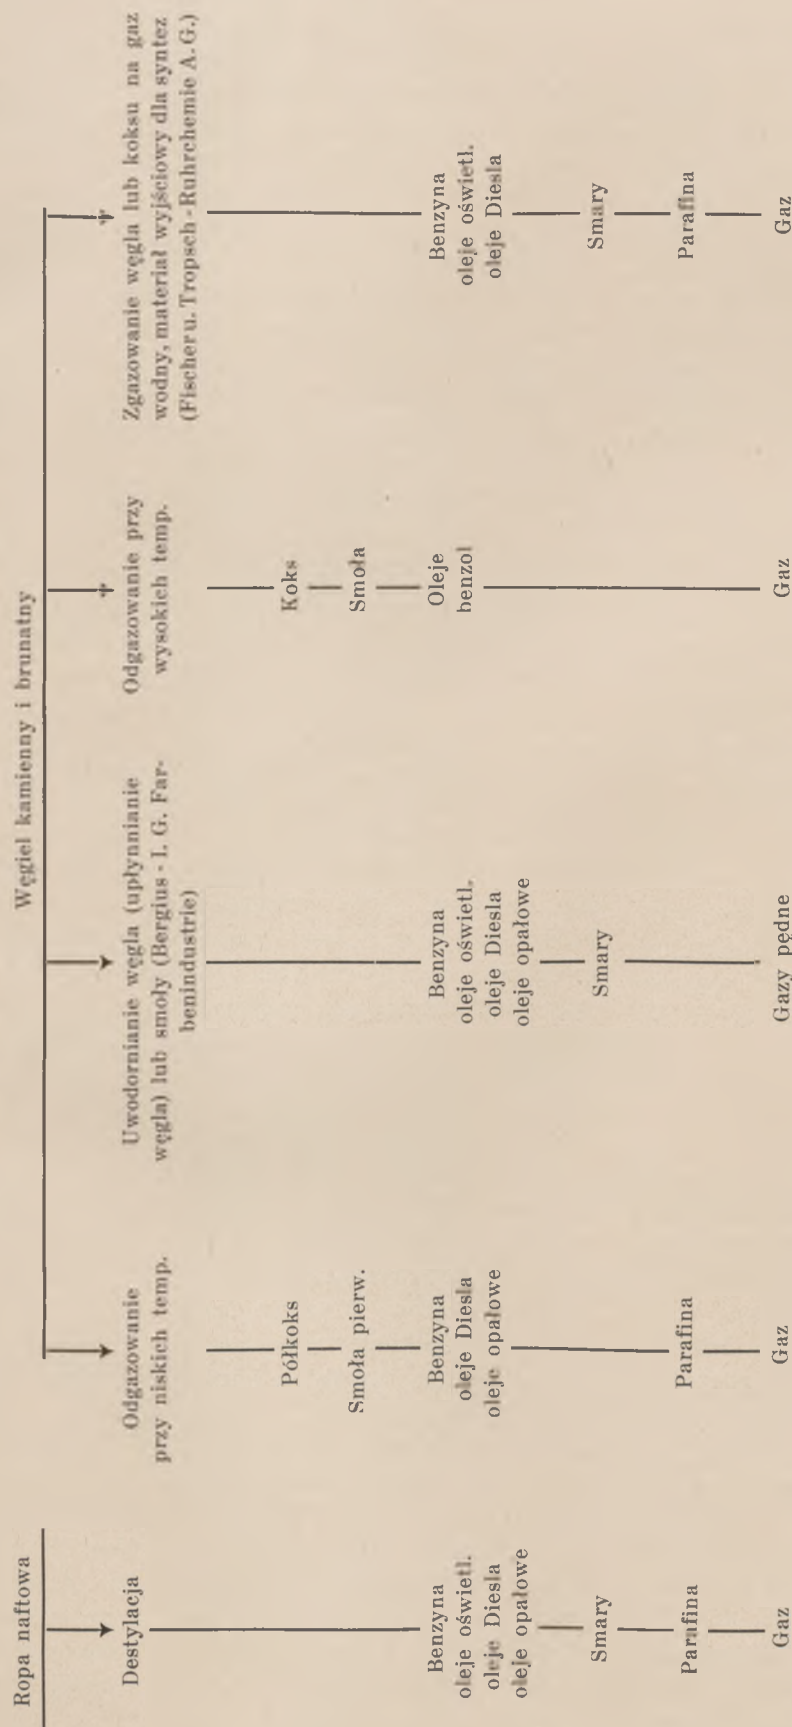 Ropa naftowa
Destylacja
Benzyna
oleje oświetl.
oleje Diesla
oleje opałowe
Smary
Parafina
Gaz
Węgiel kamienny i brunatny
Odgazowanie
przy niskich temp.
Półkoks
Smoła pierw.
Benzyna
oleje Diesla
oleje opałowe
Parafina
Gaz
Uwodornianie węgla (upłynnianie
węgla) lub smoły (Bergius - I. G. Far-
benindustrie)
Benzyna
oleje oświetl.
oleje Diesla
oleje opałowe
Smary
Gazy pędne
Odgazowanie przy
wysokich temp.
Koks
Smoła
Oleje
benzol
Gaz
Zgazowanie węgla lub koksu na gaz
wodny, materiał wyjściowy dla syntez
(Fischer u. Tropsch - Ruhrchemie A. G.)
Benzyna
oleje oświetl.
oleje Diesla
Smary
Parafina
Gaz